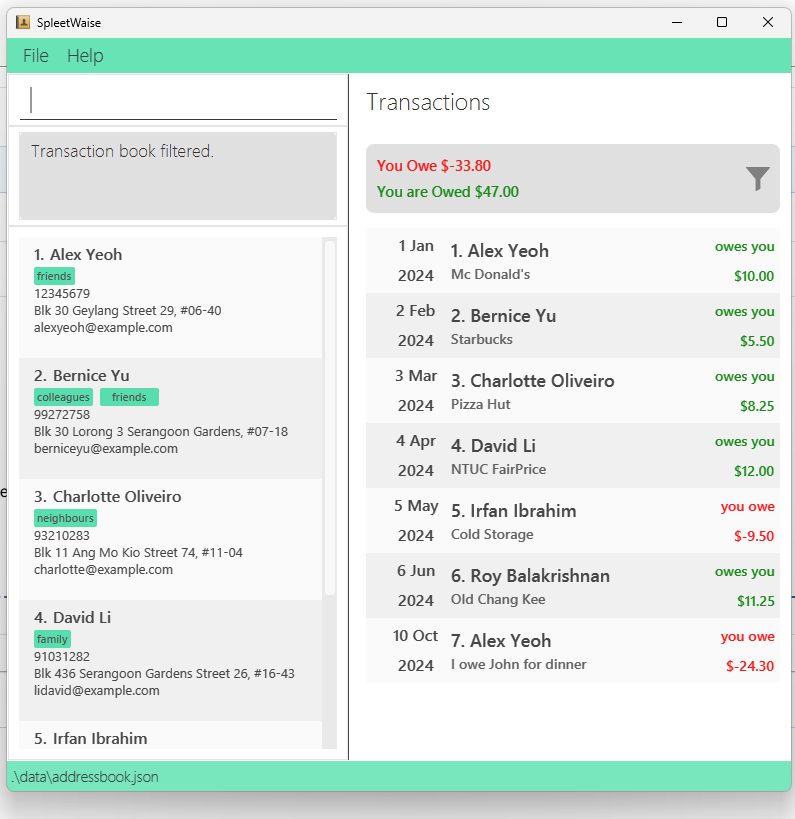 SpleetWaise
File Help
Transaction book filtered.
1. Alex Yeoh
friends
12345679
Blk 30 Geylang Street 29, #06-40
alexyeoh@example.com
2. Bernice Yu
colleagues friends
99272758
Blk 30 Lorong 3 Serangoon Gardens, #07-18
berniceyu@example.com
3. Charlotte Oliveiro
neighbours
93210283
Blk 11 Ang Mo Kio Street 74, #11-04
charlotte@example.com
4. David Li
family
91031282
Blk 436 Serangoon Gardens Street 26, #16-43
lidavid@example.com
5. Irfan Ibrahim
Transactions
You Owe $-33.80
You are Owed $47.00
1 Jan 1. Alex Yeoh owes you
2024 Mc Donald's $10.00
2 Feb 2. Bernice Yu owes you
2024 Starbucks $5.50
3 Mar 3. Charlotte Oliveiro owes you
2024 Pizza Hut $8.25
4 Apr 4. David Li owes you
2024 NTUC FairPrice $12.00
5 May 5. Irfan Ibrahim you owe
2024 Cold Storage $-9.50
6 Jun 6. Roy Balakrishnan owes you
2024 Old Chang Kee $11.25
10 Oct 7. Alex Yeoh you owe
2024 I owe John for dinner $-24.30
.\data\addressbook.json